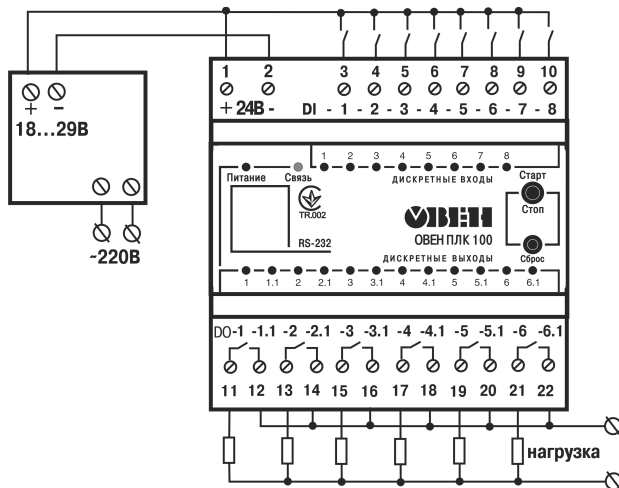 1 2 3 4 5 6 7 8 9 10
+ 24В - DI - 1 - 2 - 3 - 4 - 5 - 6 - 7 - 8
+ −
18...29В
~220В
1 2 3 4 5 6 7 8
Питание Связь ДИСКРЕТНЫЕ ВХОДЫ Старт
Стоп
TR.002
ОВЕН
RS-232 ОВЕН ПЛК 100
ДИСКРЕТНЫЕ ВЫХОДЫ Сброс
1 1.1 2 2.1 3 3.1 4 4.1 5 5.1 6 6.1
DO-1 -1.1 -2 -2.1 -3 -3.1 -4 -4.1 -5 -5.1 -6 -6.1
11 12 13 14 15 16 17 18 19 20 21 22
нагрузка